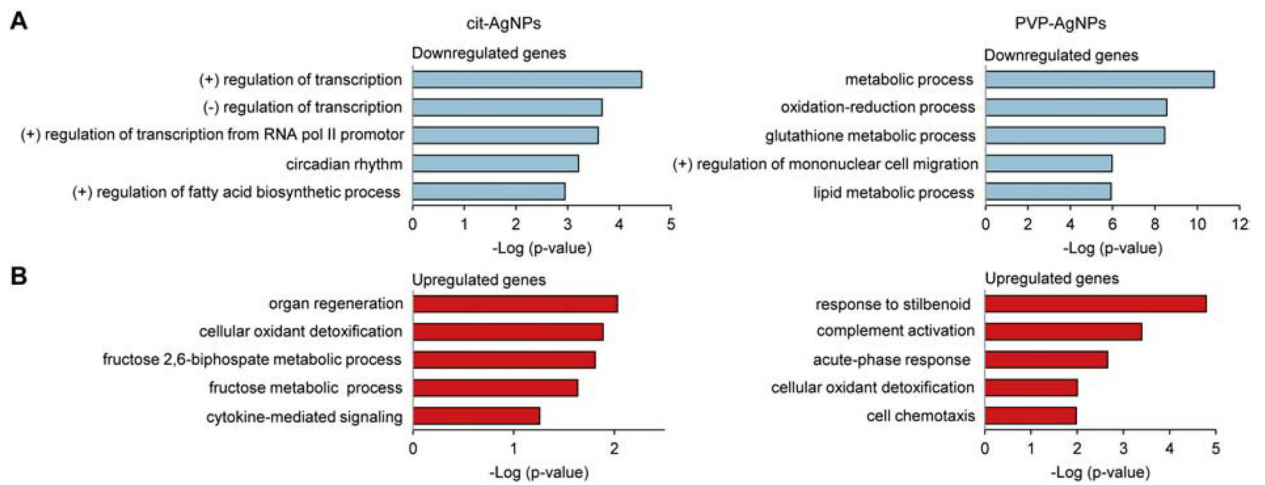 A
cit-AgNPs
Downregulated genes
(+) regulation of transcription
(-) regulation of transcription
(+) regulation of transcription from RNA pol II promotor
circadian rhythm
(+) regulation of fatty acid biosynthetic process
0 1 2 3 4 5
-Log (p-value)
PVP-AgNPs
Downregulated genes
metabolic process
oxidation-reduction process
glutathione metabolic process
(+) regulation of mononuclear cell migration
lipid metabolic process
0 2 4 6 8 10 12
-Log (p-value)
B
Upregulated genes
organ regeneration
cellular oxidant detoxification
fructose 2,6-biphospate metabolic process
fructose metabolic process
cytokine-mediated signaling
0 1 2
-Log (p-value)
Upregulated genes
response to stilbenoid
complement activation
acute-phase response
cellular oxidant detoxification
cell chemotaxis
0 1 2 3 4 5
-Log (p-value)